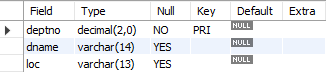 Field Type Null Key Default Extra
deptno decimal(2,0) NO PRI NULL
dname varchar(14) YES NULL
loc varchar(13) YES NULL